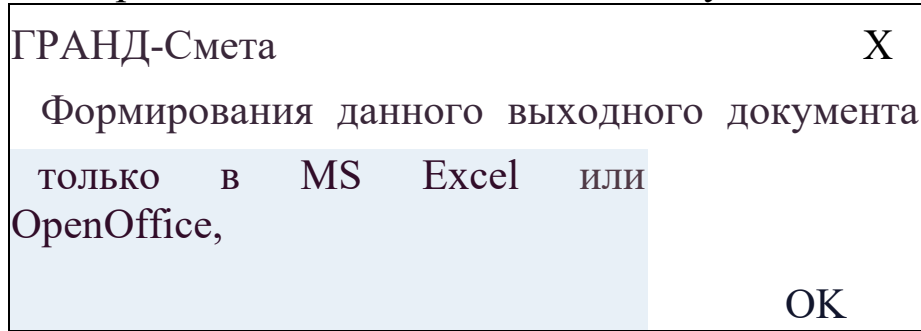 ГРАНД-Смета X
Формирования данного выходного документа
только в MS Excel или
OpenOffice,
OK